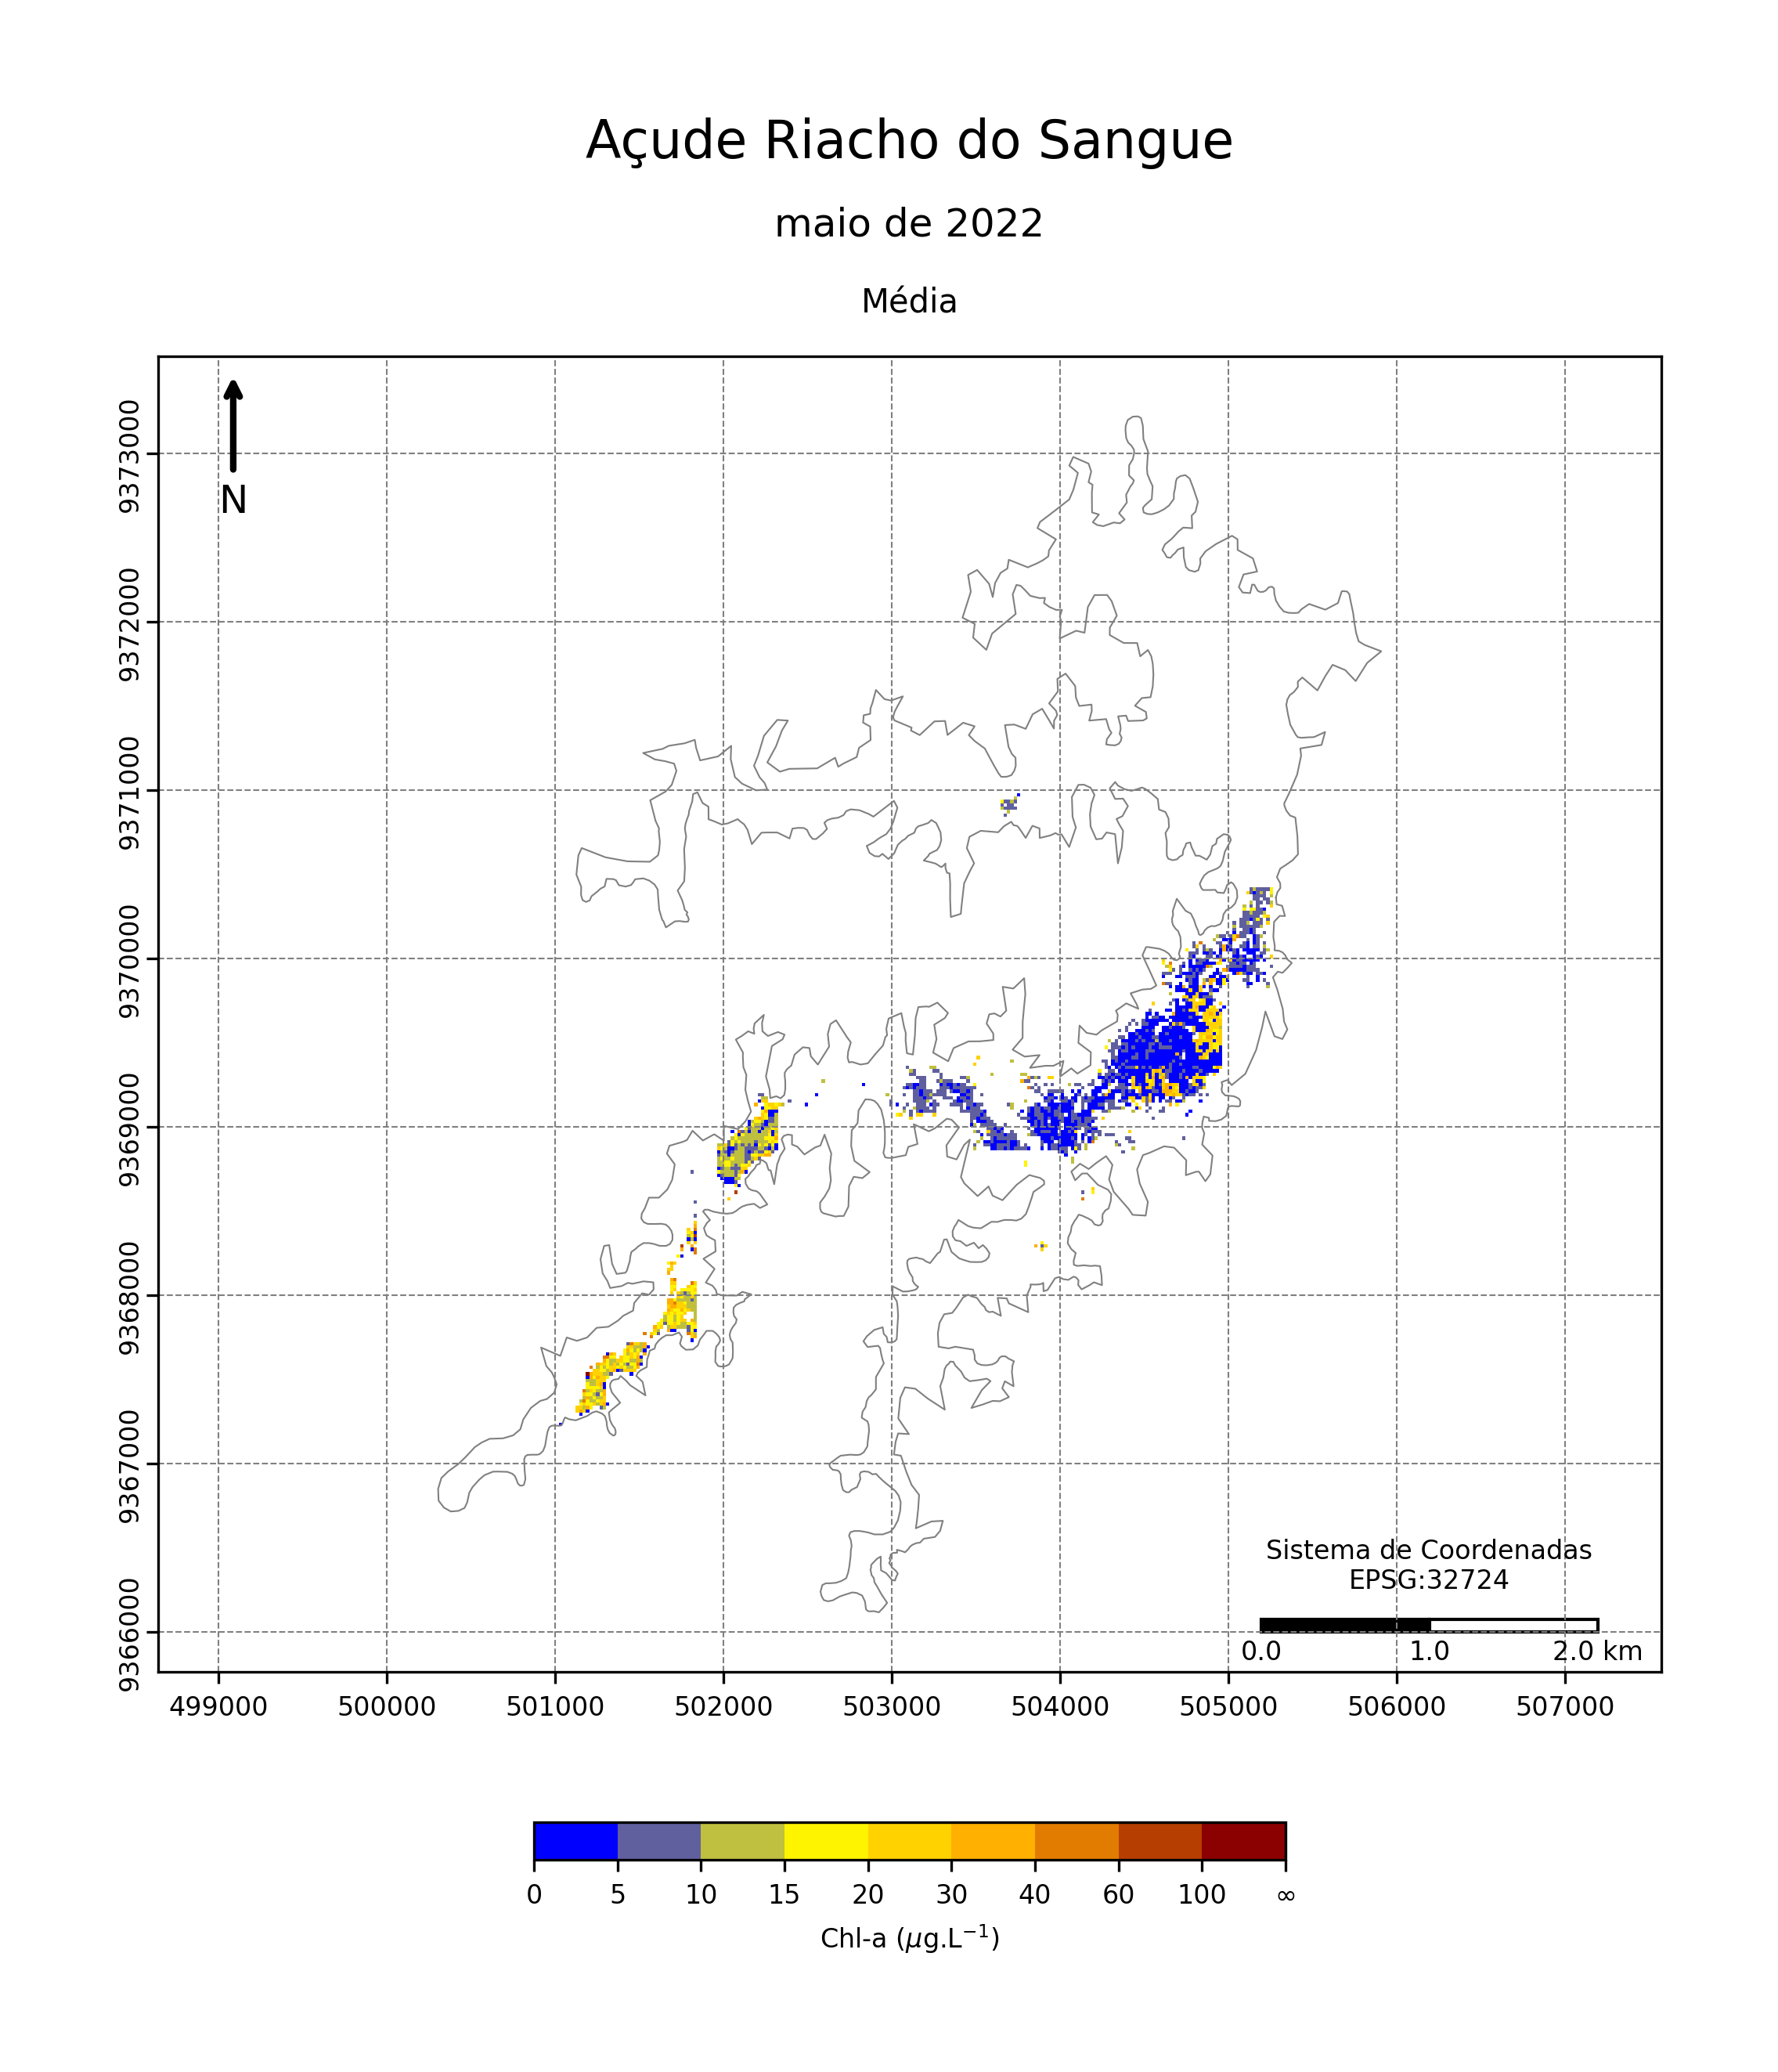 Açude Riacho do Sangue
maio de 2022
Média
N
9373000
9372000
9371000
9370000
9369000
9368000
9367000
9366000
Sistema de Coordenadas
EPSG:32724
0.0 1.0 2.0 km
499000 500000 501000 502000 503000 504000 505000 506000 507000
0 5 10 15 20 30 40 60 100 ∞
Chl-a (μg.L⁻¹)